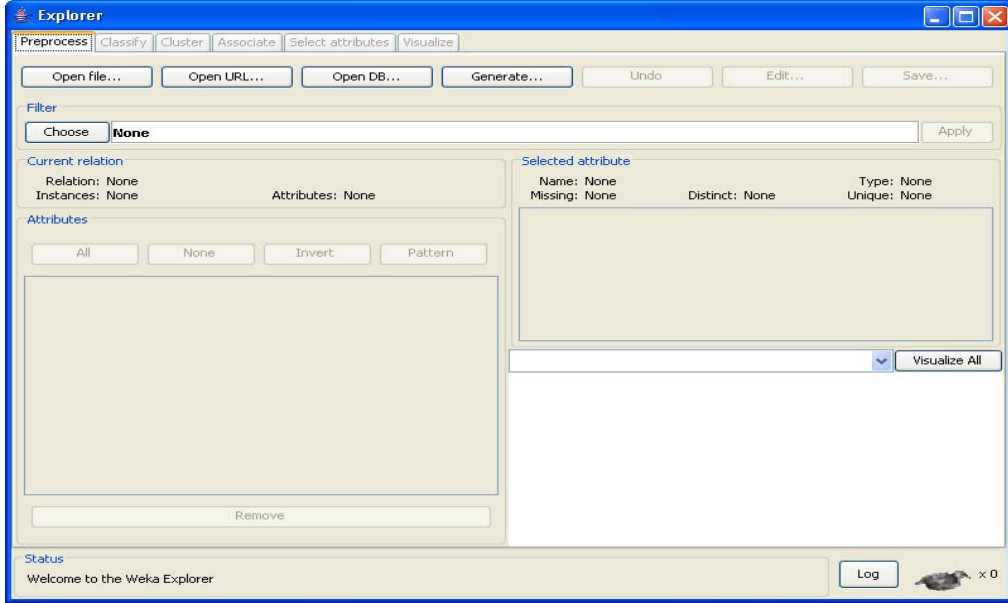 Explorer
Preprocess Classify Cluster Associate Select attributes Visualize
Open file... Open URL... Open DB... Generate... Undo Edit... Save...
Filter
Choose None Apply
Current relation
Relation: None
Instances: None Attributes: None
Attributes
All None Invert Pattern
Remove
Selected attribute
Name: None Type: None
Missing: None Distinct: None Unique: None
Visualize All
Status
Welcome to the Weka Explorer
Log x 0